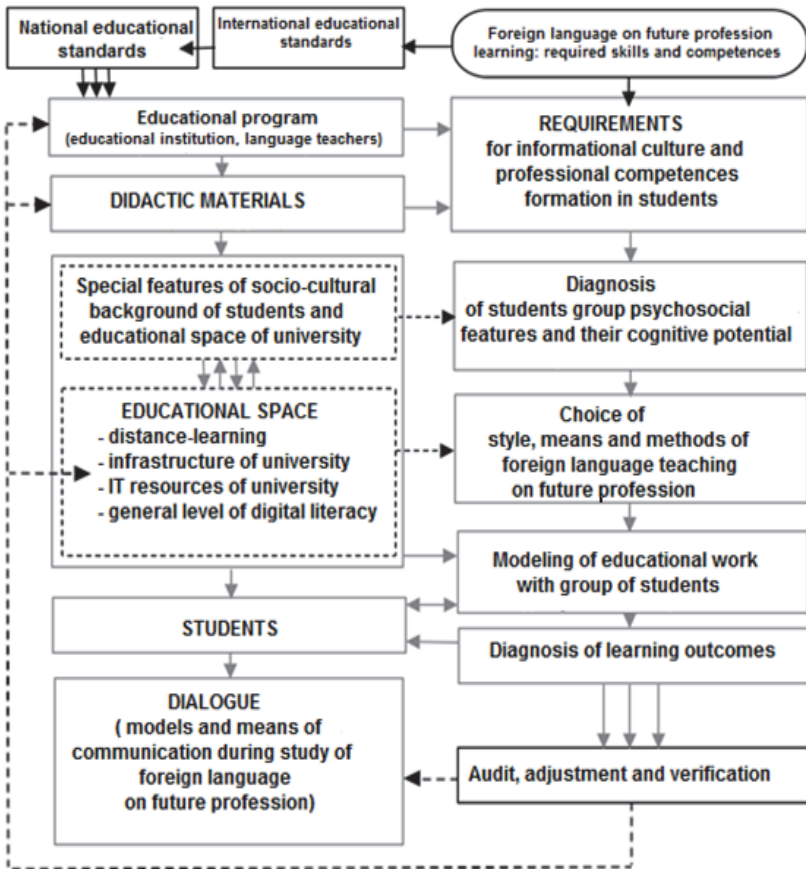 National educational
standards
International educational
standards
Foreign language on future profession
learning: required skills and competences
Educational program
(educational institution, language teachers)
REQUIREMENTS
for informational culture and
professional competences
formation in students
DIDACTIC MATERIALS
Special features of socio-cultural
background of students and
educational space of university
Diagnosis
of students group psychosocial
features and their cognitive potential
EDUCATIONAL SPACE
- distance-learning
- infrastructure of university
- IT resources of university
- general level of digital literacy
Choice of
style, means and methods of
foreign language teaching
on future profession
Modeling of educational work
with group of students
STUDENTS
Diagnosis of learning outcomes
DIALOGUE
( models and means of
communication during study of
foreign language
on future profession)
Audit, adjustment and verification